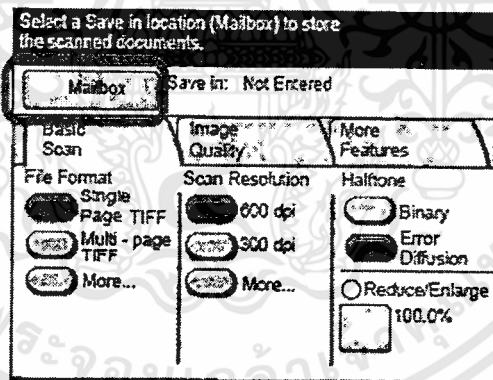 Select a Save in location (Mailbox) to store
the scanned documents.
Mailbox
Save in: Not Entered
Basic
Scan
Image
Quality
More
Features
File Format
Single
Page TIFF
Multi - page
TIFF
More...
Scan Resolution
600 dpi
300 dpi
More...
Halftone
Binary
Error
Diffusion
Reduce/Enlarge
100.0%